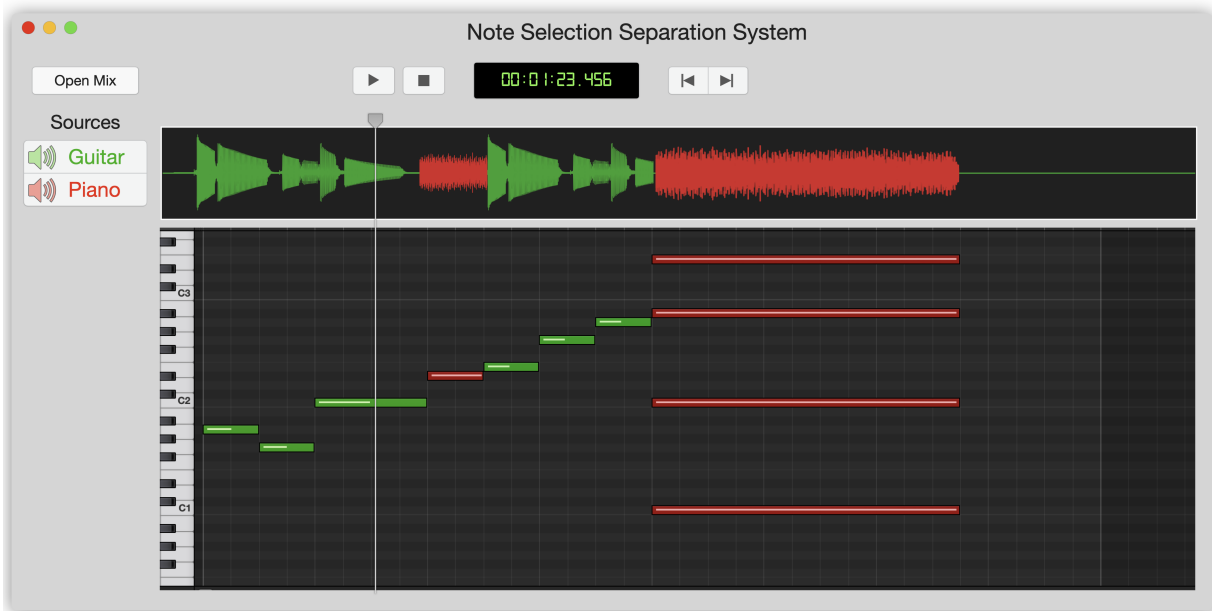 Note Selection Separation System
Open Mix
00:01:23.456
Sources
Guitar
Piano
C3
C2
C1